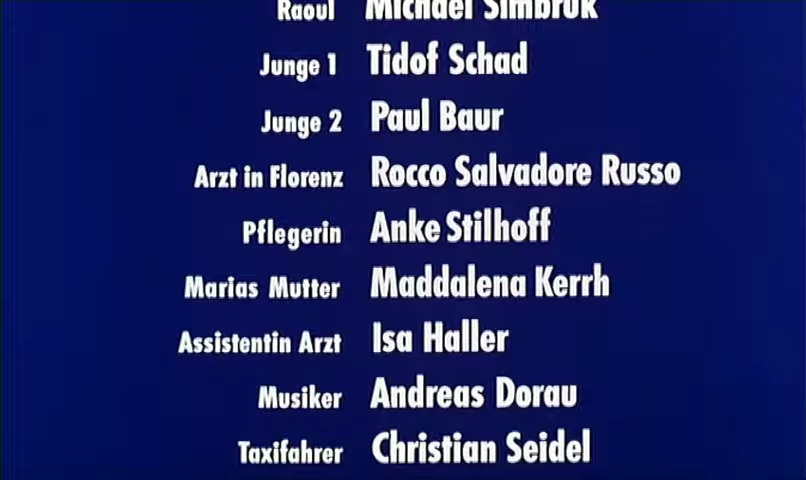 Raoul Michael Simbruk
Junge 1 Tidof Schad
Junge 2 Paul Baur
Arzt in Florenz Rocco Salvadore Russo
Pflegerin Anke Stilhoff
Marias Mutter Maddalena Kerrh
Assistentin Arzt Isa Haller
Musiker Andreas Dorau
Taxifahrer Christian Seidel